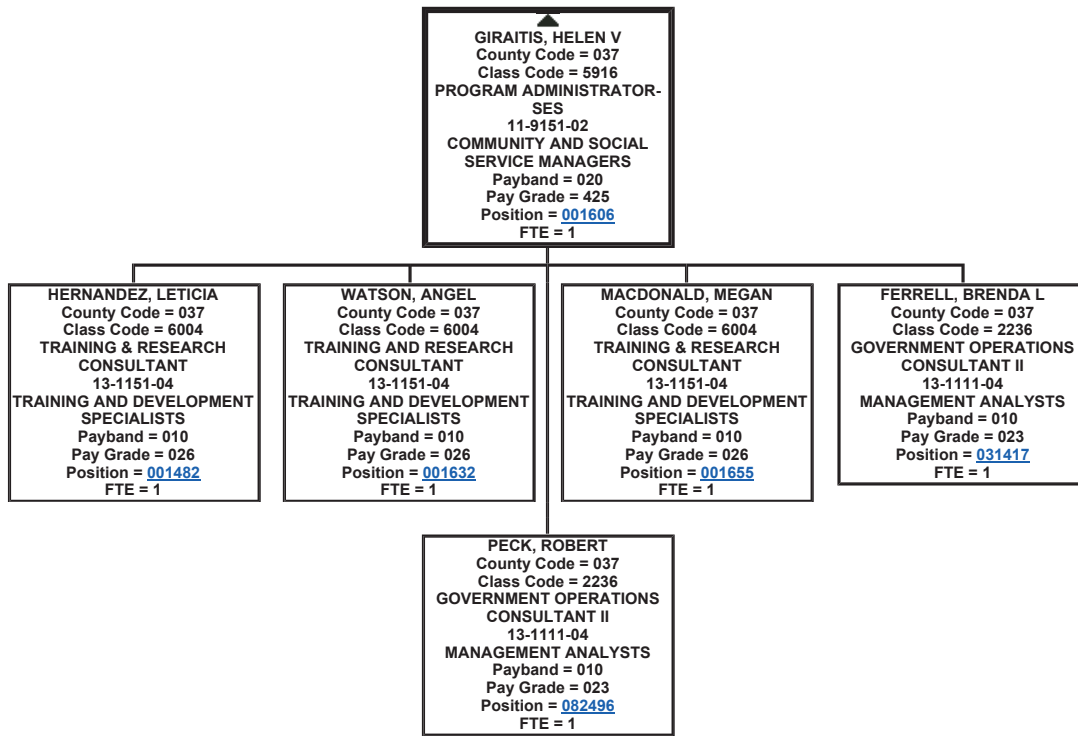 GIRAITIS, HELEN V
County Code = 037
Class Code = 5916
PROGRAM ADMINISTRATOR-
SES
11-9151-02
COMMUNITY AND SOCIAL
SERVICE MANAGERS
Payband = 020
Pay Grade = 425
Position = 001606
FTE = 1
HERNANDEZ, LETICIA
County Code = 037
Class Code = 6004
TRAINING & RESEARCH
CONSULTANT
13-1151-04
TRAINING AND DEVELOPMENT
SPECIALISTS
Payband = 010
Pay Grade = 026
Position = 001482
FTE = 1
WATSON, ANGEL
County Code = 037
Class Code = 6004
TRAINING AND RESEARCH
CONSULTANT
13-1151-04
TRAINING AND DEVELOPMENT
SPECIALISTS
Payband = 010
Pay Grade = 026
Position = 001632
FTE = 1
MACDONALD, MEGAN
County Code = 037
Class Code = 6004
TRAINING & RESEARCH
CONSULTANT
13-1151-04
TRAINING AND DEVELOPMENT
SPECIALISTS
Payband = 010
Pay Grade = 026
Position = 001655
FTE = 1
FERRELL, BRENDA L
County Code = 037
Class Code = 2236
GOVERNMENT OPERATIONS
CONSULTANT II
13-1111-04
MANAGEMENT ANALYSTS
Payband = 010
Pay Grade = 023
Position = 031417
FTE = 1
PECK, ROBERT
County Code = 037
Class Code = 2236
GOVERNMENT OPERATIONS
CONSULTANT II
13-1111-04
MANAGEMENT ANALYSTS
Payband = 010
Pay Grade = 023
Position = 082496
FTE = 1